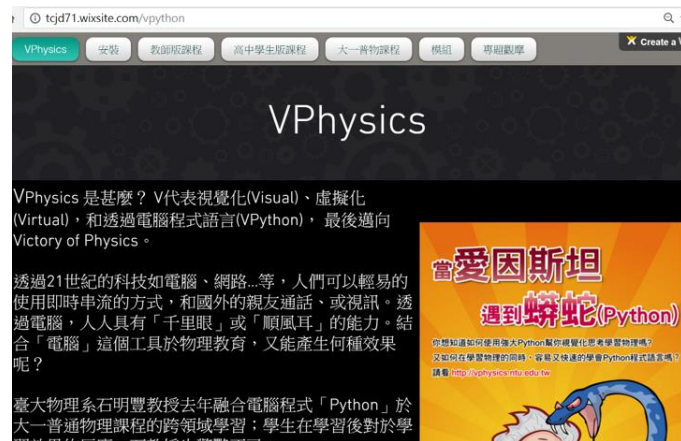 tcjd71.wixsite.com/vpython
VPhysics 安裝 教師版課程 高中學生版課程 大一普物課程 模組 專題觀摩
Create a
VPhysics
VPhysics 是甚麼？ V代表視覺化(Visual)、虛擬化
(Virtual)，和透過電腦程式語言(VPython)， 最後邁向
Victory of Physics。
透過21世紀的科技如電腦、網路...等，人們可以輕易的
使用即時串流的方式，和國外的親友通話、或視訊。透
過電腦，人人具有「千里眼」或「順風耳」的能力。結
合「電腦」這個工具於物理教育，又能產生何種效果
呢？
臺大物理系石明豐教授去年融合電腦程式「Python」於
大一普通物理課程的跨領域學習；學生在學習後對於學
當愛因斯坦
遇到蟒蛇(Python)
你想知道如何使用強大Python幫你視覺化思考學習物理嗎?
又如何在學習物理的同時、容易又快速的學會Python程式語言嗎?
請看 http://vphysics.ntu.edu.tw